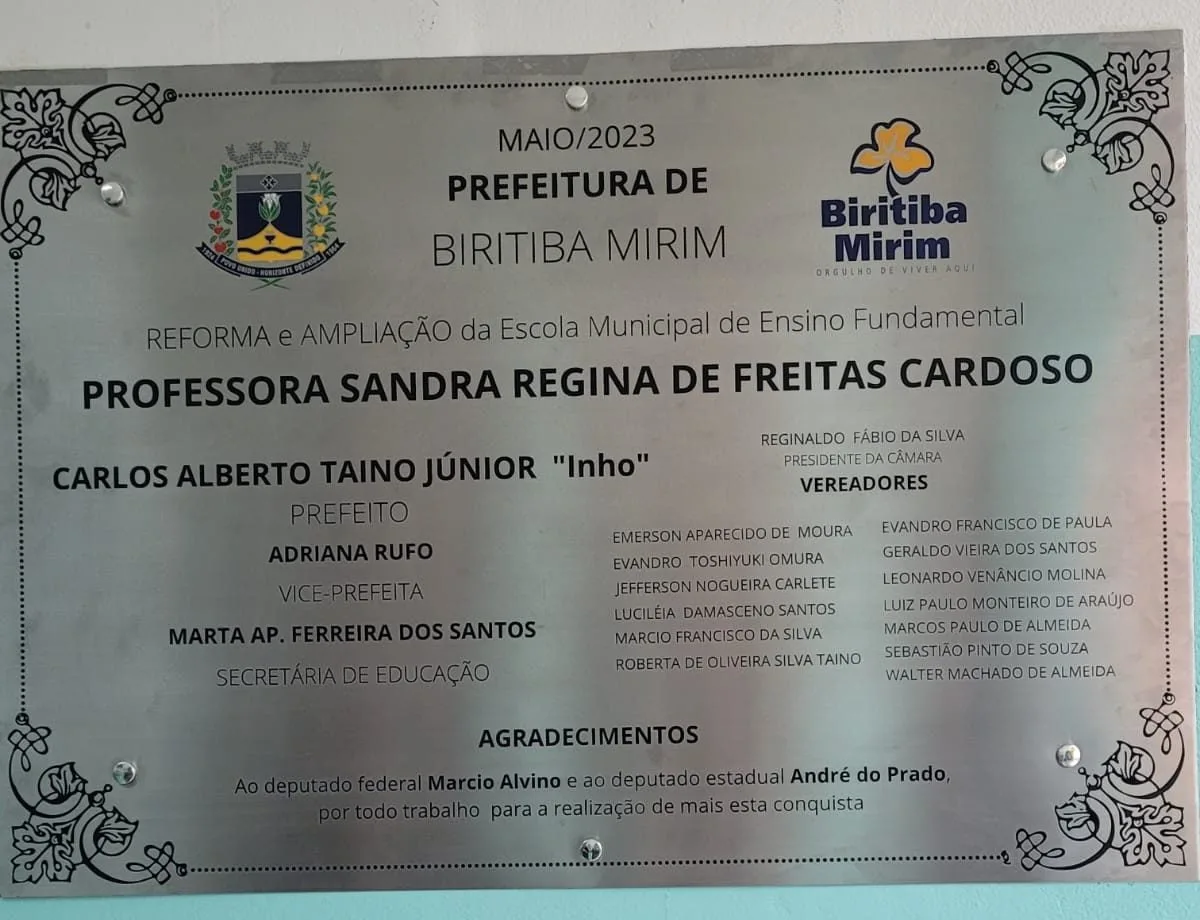 MAIO/2023
PREFEITURA DE
BIRITIBA MIRIM
POVO UNIDO - HORIZONTE DEFINIDO
Biritiba
Mirim
ORGULHO DE VIVER AQUI
REFORMA e AMPLIAÇÃO da Escola Municipal de Ensino Fundamental
PROFESSORA SANDRA REGINA DE FREITAS CARDOSO
CARLOS ALBERTO TAINO JÚNIOR "Inho"
PREFEITO
ADRIANA RUFO
VICE-PREFEITA
MARTA AP. FERREIRA DOS SANTOS
SECRETÁRIA DE EDUCAÇÃO
REGINALDO FÁBIO DA SILVA
PRESIDENTE DA CÂMARA
VEREADORES
EMERSON APARECIDO DE MOURA
EVANDRO TOSHIYUKI OMURA
JEFFERSON NOGUEIRA CARLETE
LUCILÉIA DAMASCENO SANTOS
MARCIO FRANCISCO DA SILVA
ROBERTA DE OLIVEIRA SILVA TAINO
EVANDRO FRANCISCO DE PAULA
GERALDO VIEIRA DOS SANTOS
LEONARDO VENÂNCIO MOLINA
LUIZ PAULO MONTEIRO DE ARAÚJO
MARCOS PAULO DE ALMEIDA
SEBASTIÃO PINTO DE SOUZA
WALTER MACHADO DE ALMEIDA
AGRADECIMENTOS
Ao deputado federal Marcio Alvino e ao deputado estadual André do Prado,
por todo trabalho para a realização de mais esta conquista